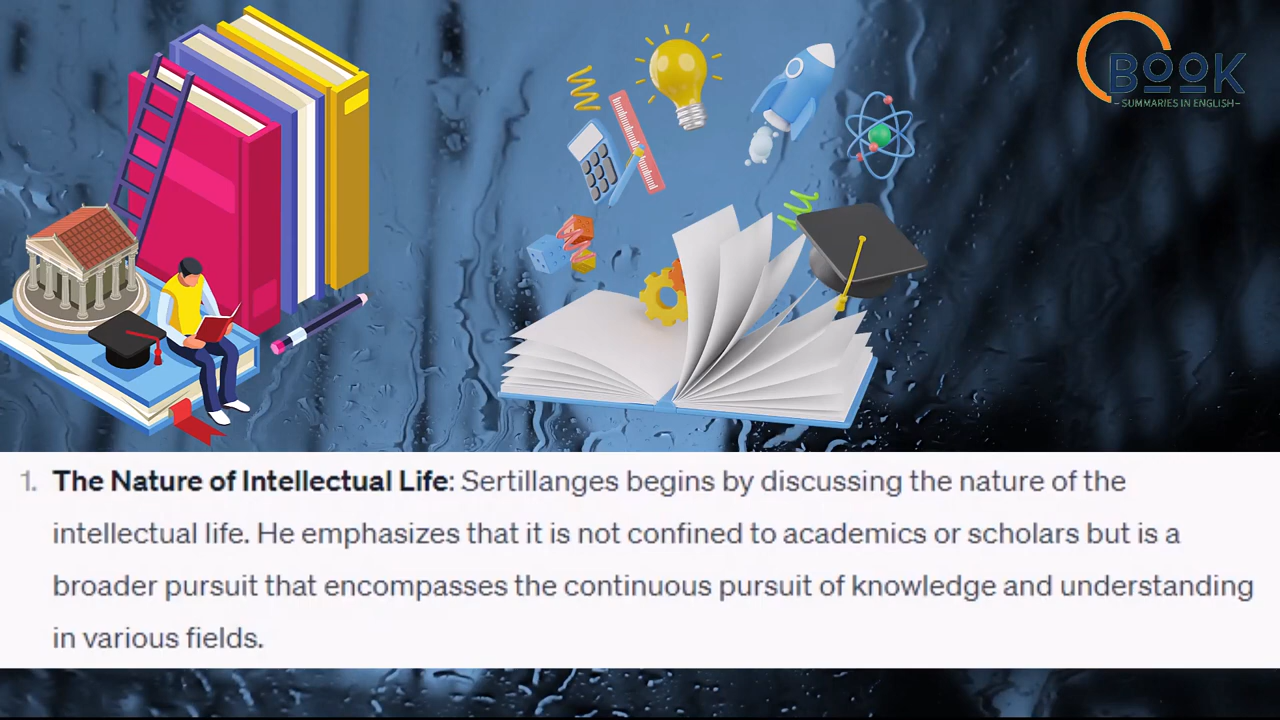 BOOK
- SUMMARIES IN ENGLISH -
1. The Nature of Intellectual Life: Sertillanges begins by discussing the nature of the
intellectual life. He emphasizes that it is not confined to academics or scholars but is a
broader pursuit that encompasses the continuous pursuit of knowledge and understanding
in various fields.